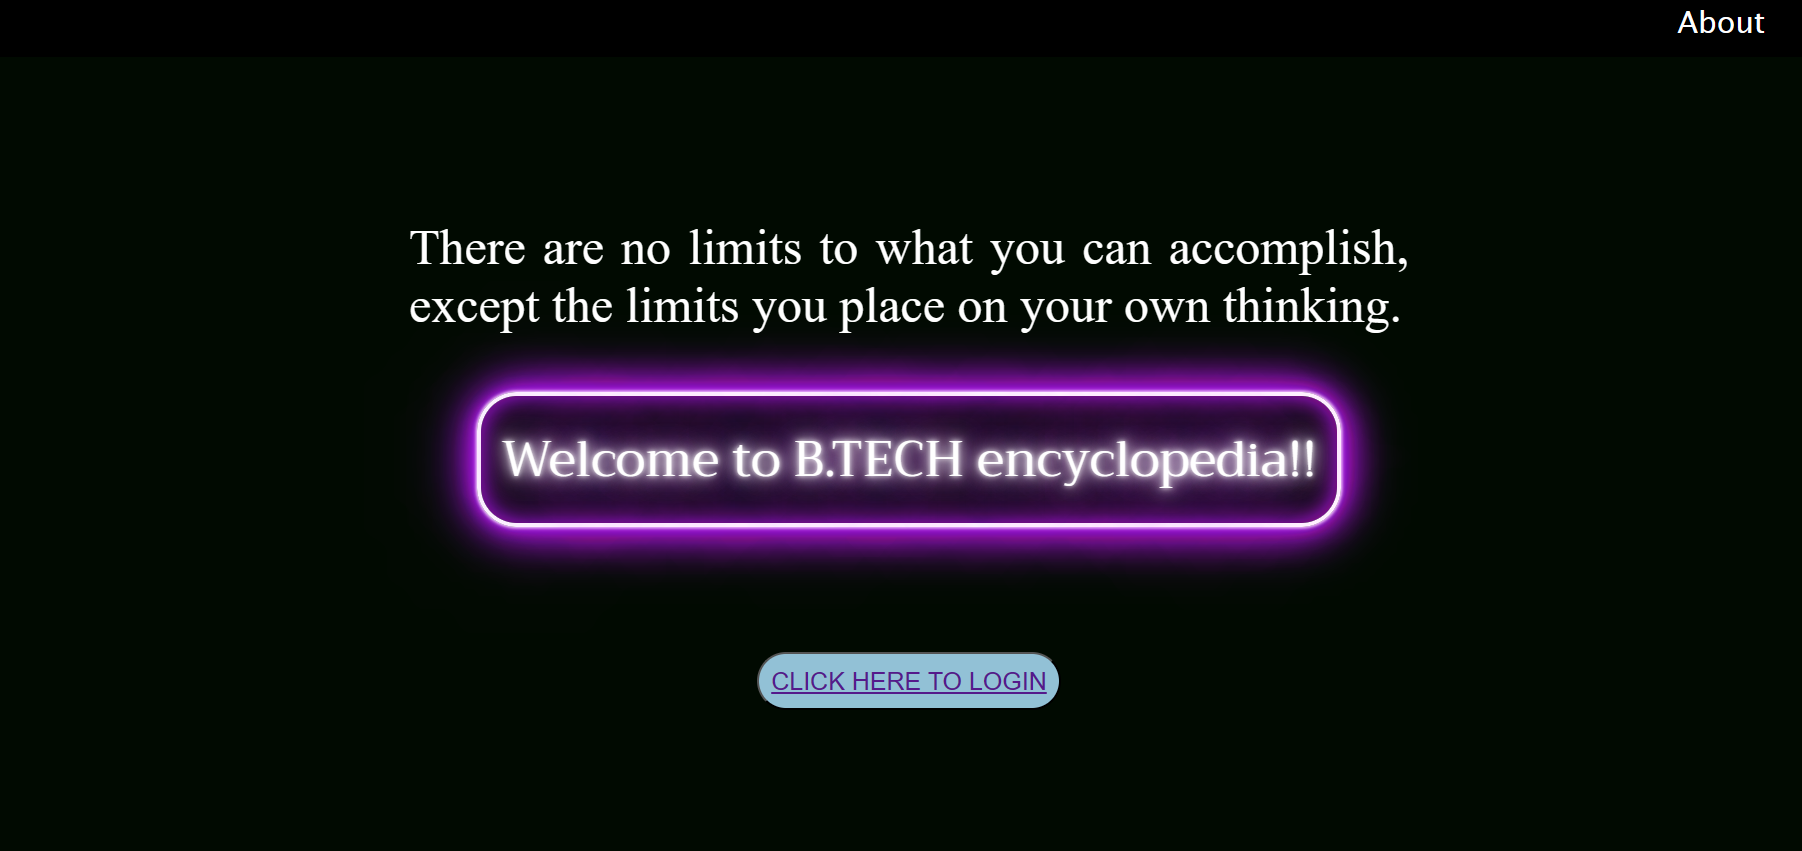 About
There are no limits to what you can accomplish,
except the limits you place on your own thinking.
Welcome to B.TECH encyclopedia!!
CLICK HERE TO LOGIN